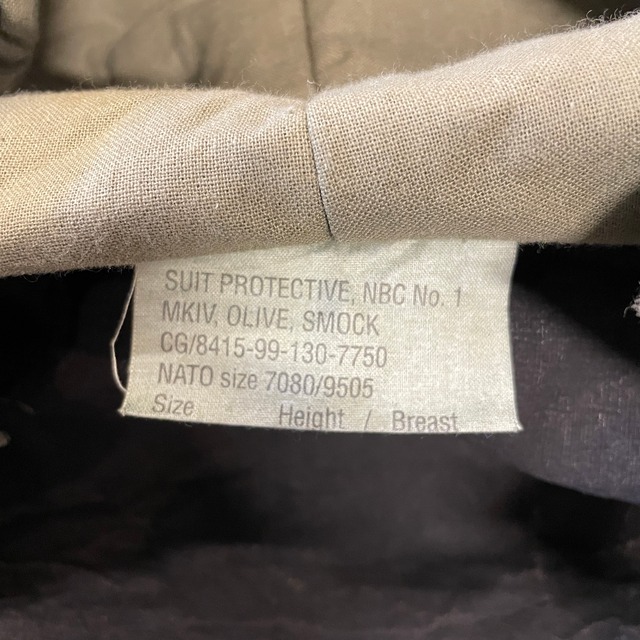 SUIT PROTECTIVE, NBC No. 1
MKIV, OLIVE, SMOCK
CG/8415-99-130-7750
NATO size 7080/9505
Size Height / Breast